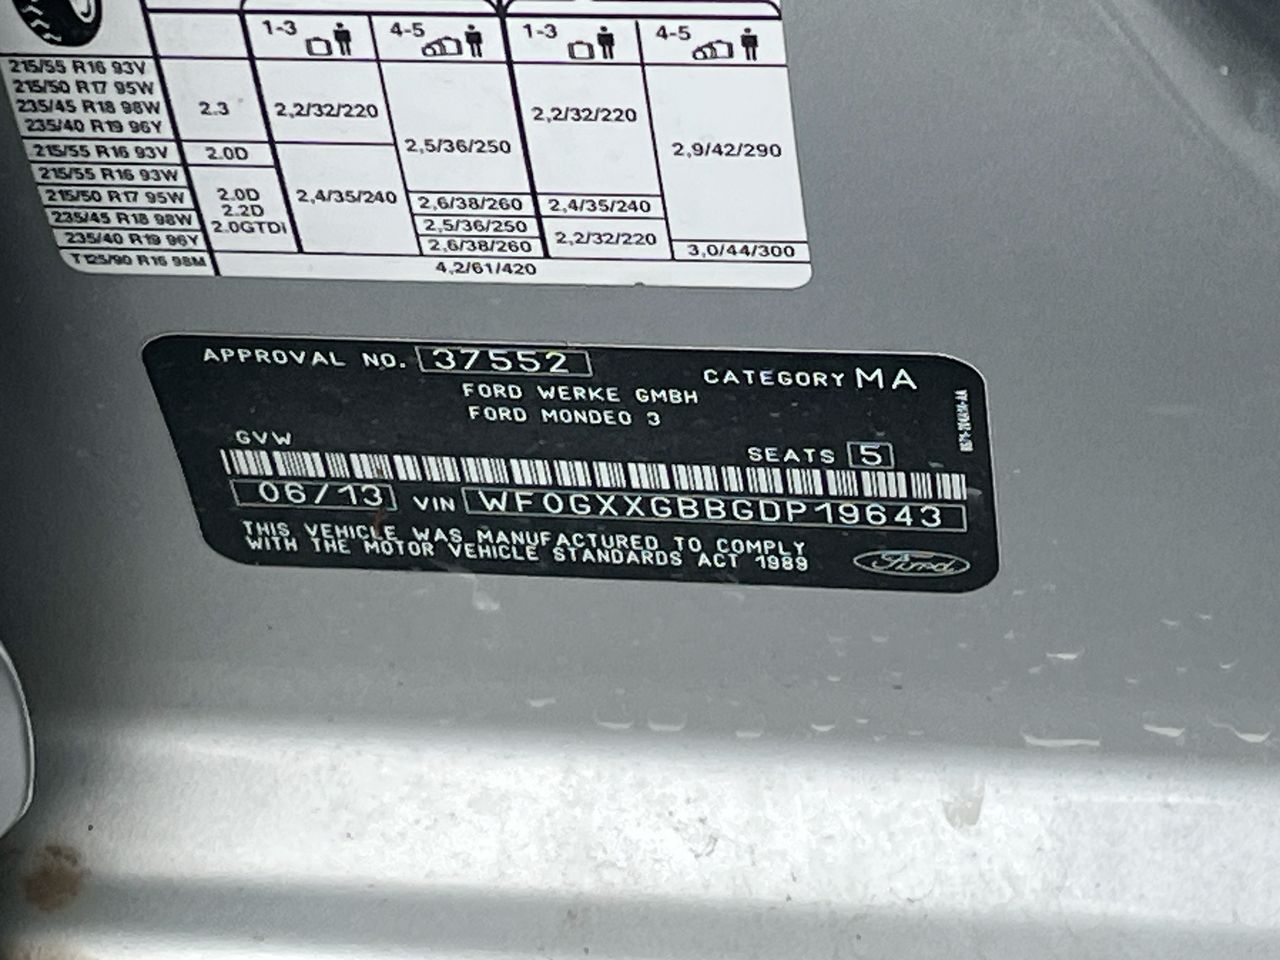 1-3 4-5 1-3 4-5
215/55 R16 93V
215/50 R17 95W
235/45 R18 98W
235/40 R19 96Y
2.3 2,2/32/220 2,5/36/250 2,2/32/220 2,9/42/290
215/55 R16 93V 2.0D
215/55 R16 93W
215/50 R17 95W
235/45 R18 98W
235/40 R19 96Y
2.0D
2.2D
2.0GTDi
2,4/35/240 2,6/38/260 2,4/35/240
2,5/36/250 2,2/32/220
2,6/38/260 3,0/44/300
T125/90 R16 98M 4,2/61/420
APPROVAL NO. 37552 CATEGORY MA
FORD WERKE GMBH
FORD MONDEO 3
GVW SEATS 5
06/13 VIN WF0GXXGBBGDP19643
THIS VEHICLE WAS MANUFACTURED TO COMPLY
WITH THE MOTOR VEHICLE STANDARDS ACT 1989
Ford